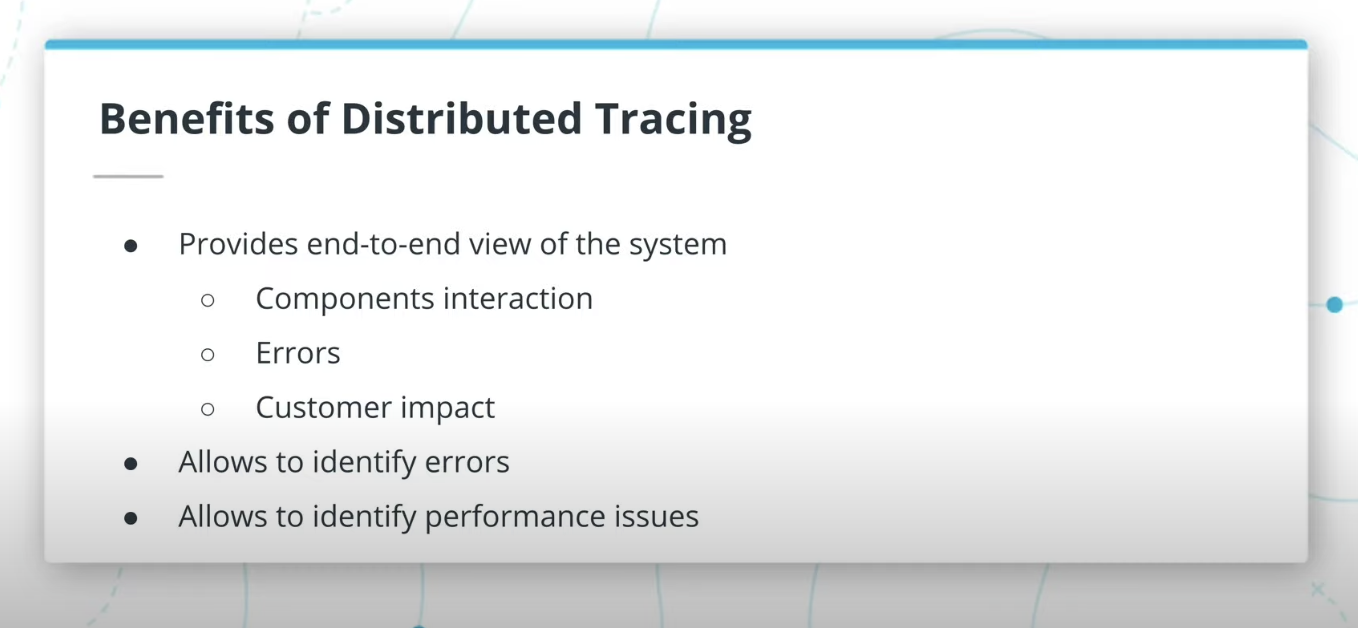 Benefits of Distributed Tracing
● Provides end-to-end view of the system
○ Components interaction
○ Errors
○ Customer impact
● Allows to identify errors
● Allows to identify performance issues